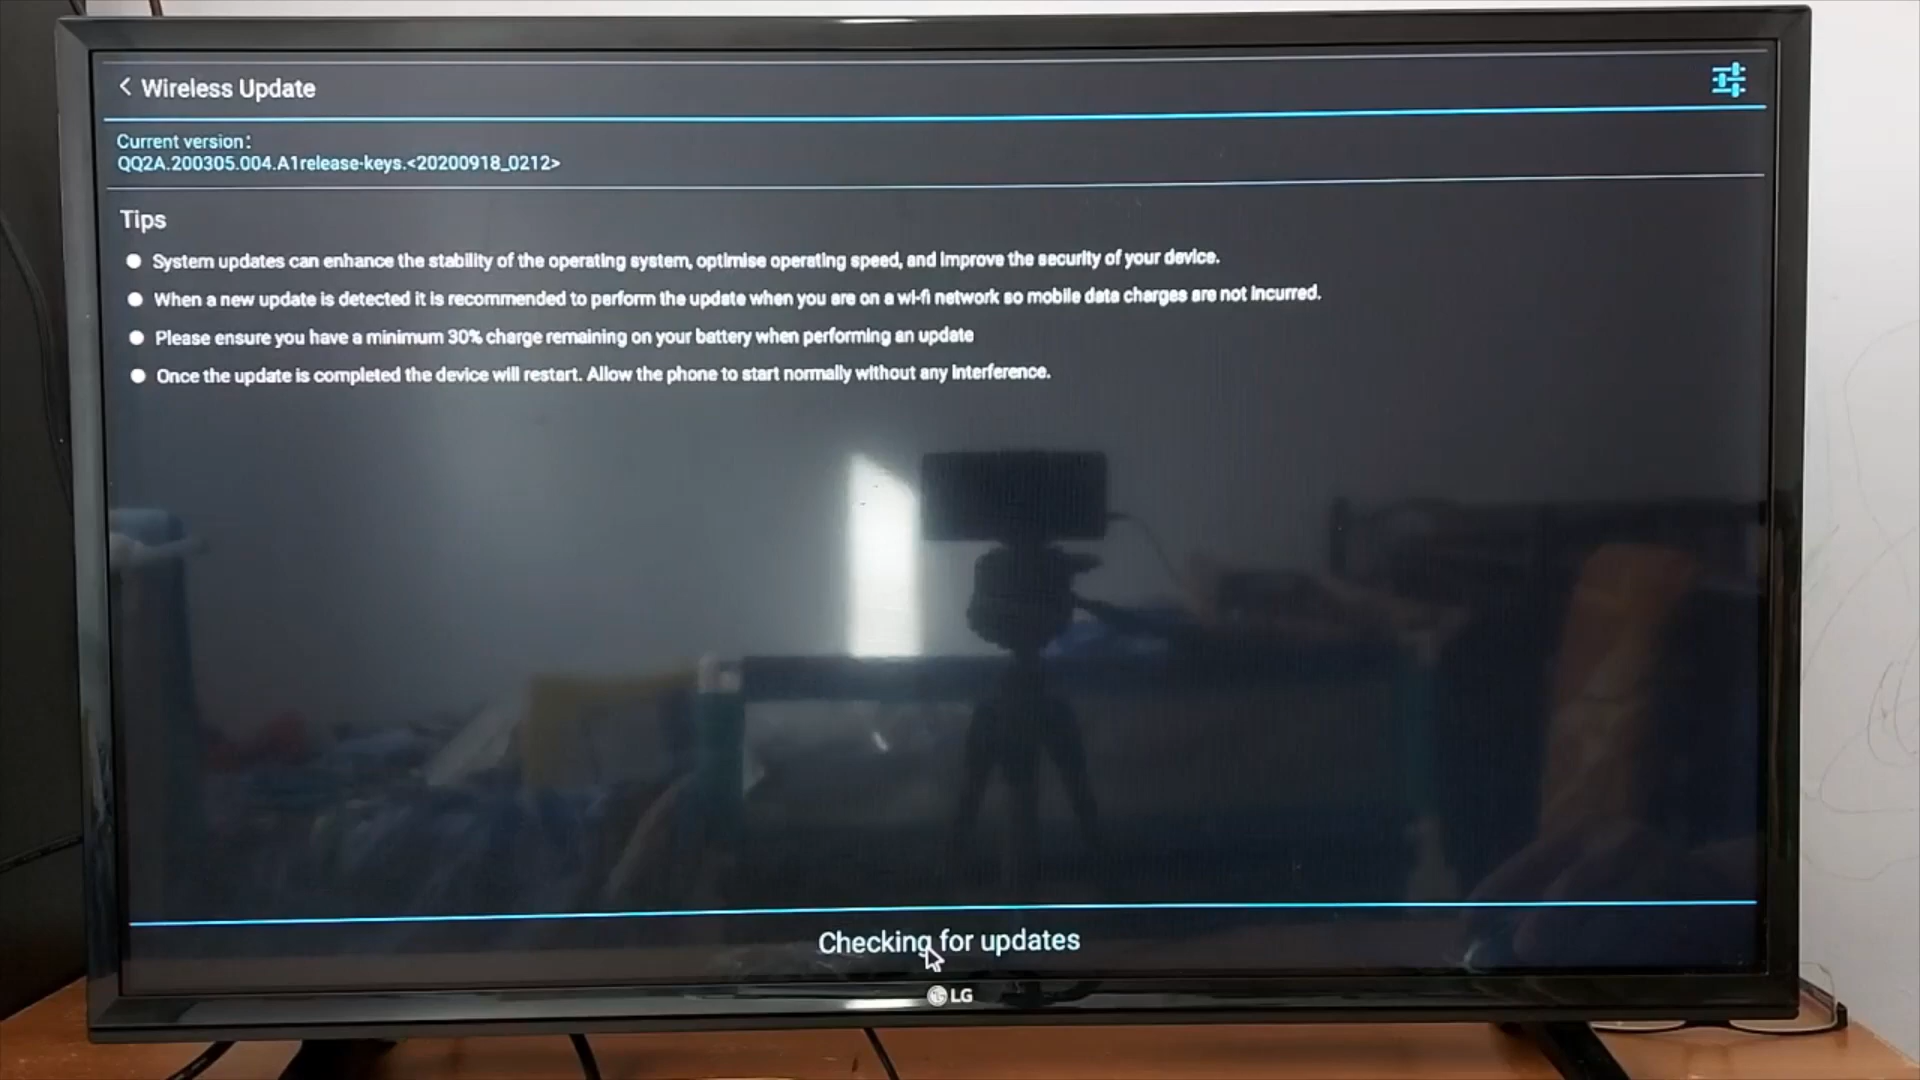 Wireless Update
Current version:
QQ2A.200305.004.A1release-keys.<20200918_0212>
Tips
System updates can enhance the stability of the operating system, optimise operating speed, and improve the security of your device.
When a new update is detected it is recommended to perform the update when you are on a wi-fi network so mobile data charges are not incurred.
Please ensure you have a minimum 30% charge remaining on your battery when performing an update
Once the update is completed the device will restart. Allow the phone to start normally without any interference.
Checking for updates
LG